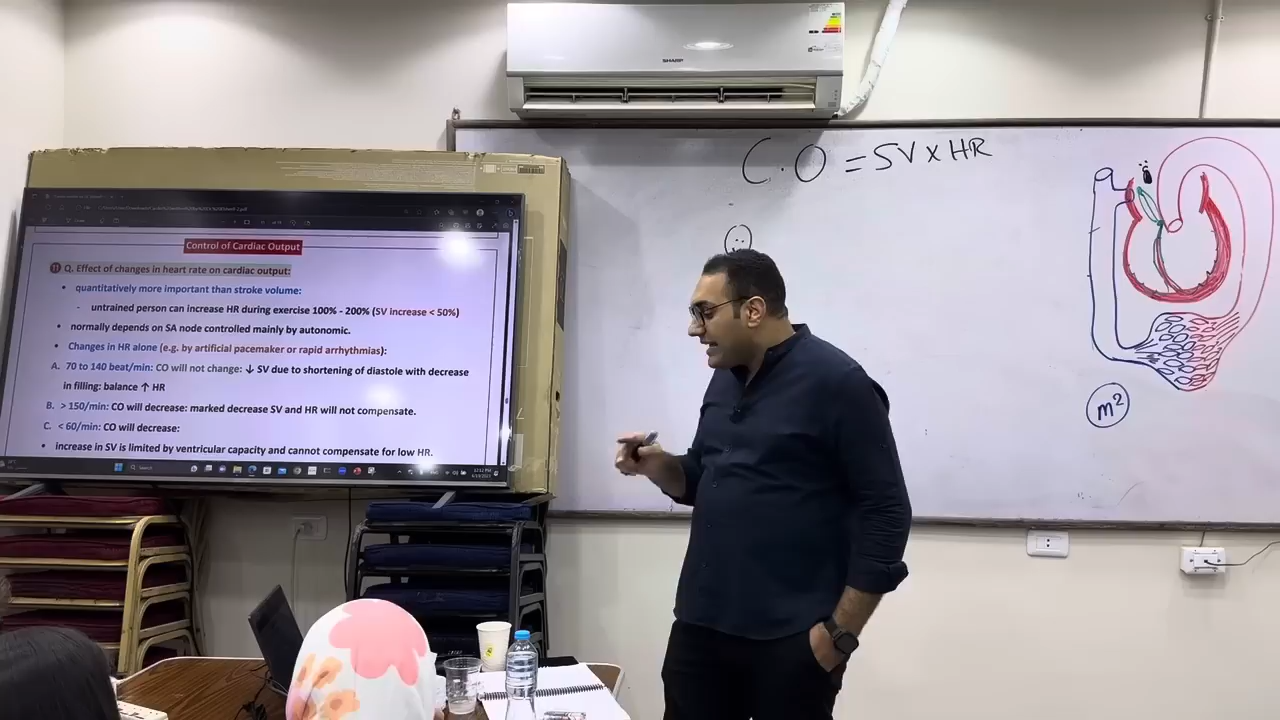 SHARP
C.O = SV x HR
m²
Control of Cardiac Output
11 Q. Effect of changes in heart rate on cardiac output:
• quantitatively more important than stroke volume:
- untrained person can increase HR during exercise 100% - 200% (SV increase < 50%)
• normally depends on SA node controlled mainly by autonomic.
• Changes in HR alone (e.g. by artificial pacemaker or rapid arrhythmias):
A. 70 to 140 beat/min: CO will not change: ↓ SV due to shortening of diastole with decrease
in filling: balance ↑ HR
B. > 150/min: CO will decrease: marked decrease SV and HR will not compensate.
C. < 60/min: CO will decrease:
• increase in SV is limited by ventricular capacity and cannot compensate for low HR.
Search